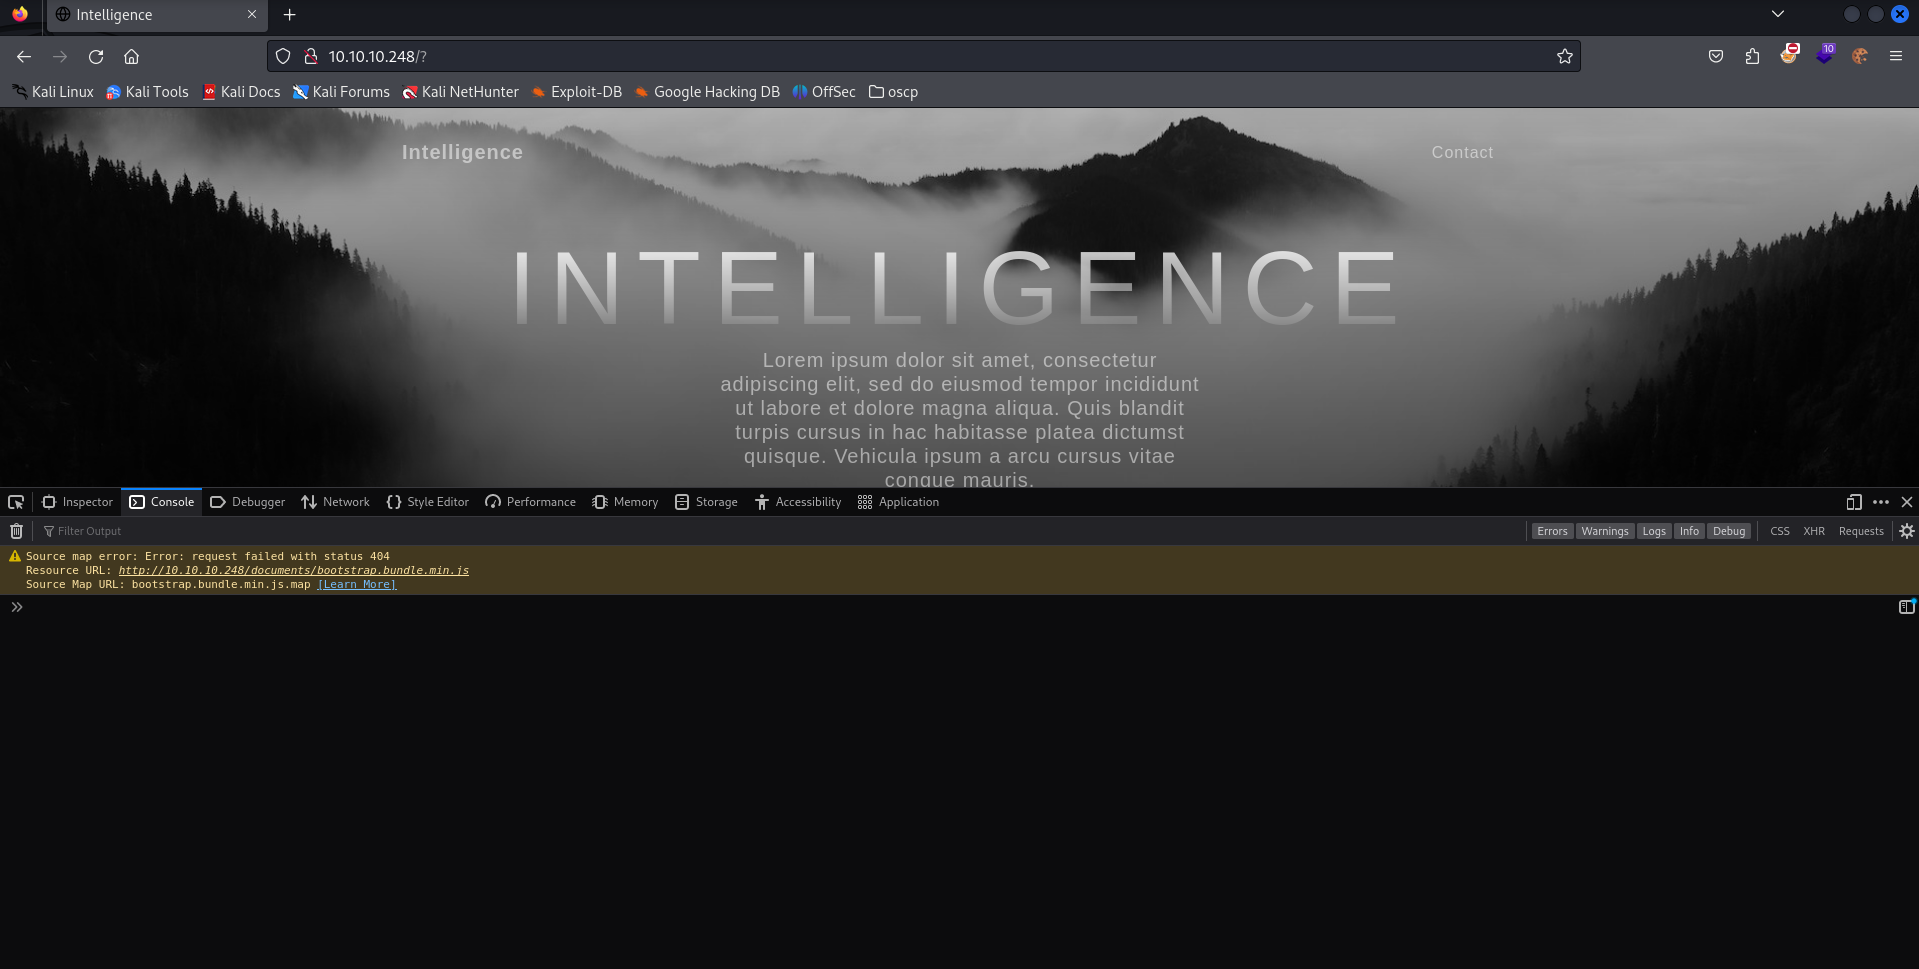 Intelligence
10.10.10.248/?
10
Kali Linux Kali Tools Kali Docs Kali Forums Kali NetHunter Exploit-DB Google Hacking DB OffSec oscp
Intelligence Contact
INTELLIGENCE
Lorem ipsum dolor sit amet, consectetur
adipiscing elit, sed do eiusmod tempor incididunt
ut labore et dolore magna aliqua. Quis blandit
turpis cursus in hac habitasse platea dictumst
quisque. Vehicula ipsum a arcu cursus vitae
congue mauris.
Inspector Console Debugger Network Style Editor Performance Memory Storage Accessibility Application
Filter Output Errors Warnings Logs Info Debug CSS XHR Requests
Source map error: Error: request failed with status 404
Resource URL: http://10.10.10.248/documents/bootstrap.bundle.min.js
Source Map URL: bootstrap.bundle.min.js.map [Learn More]